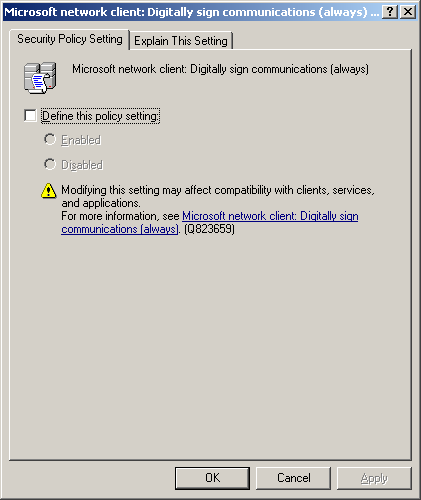 Microsoft network client: Digitally sign communications (always) ...
Security Policy Setting
Explain This Setting
Microsoft network client: Digitally sign communications (always)
Define this policy setting:
Enabled
Disabled
Modifying this setting may affect compatibility with clients, services,
and applications.
For more information, see Microsoft network client: Digitally sign
communications (always). (Q823659)
OK
Cancel
Apply